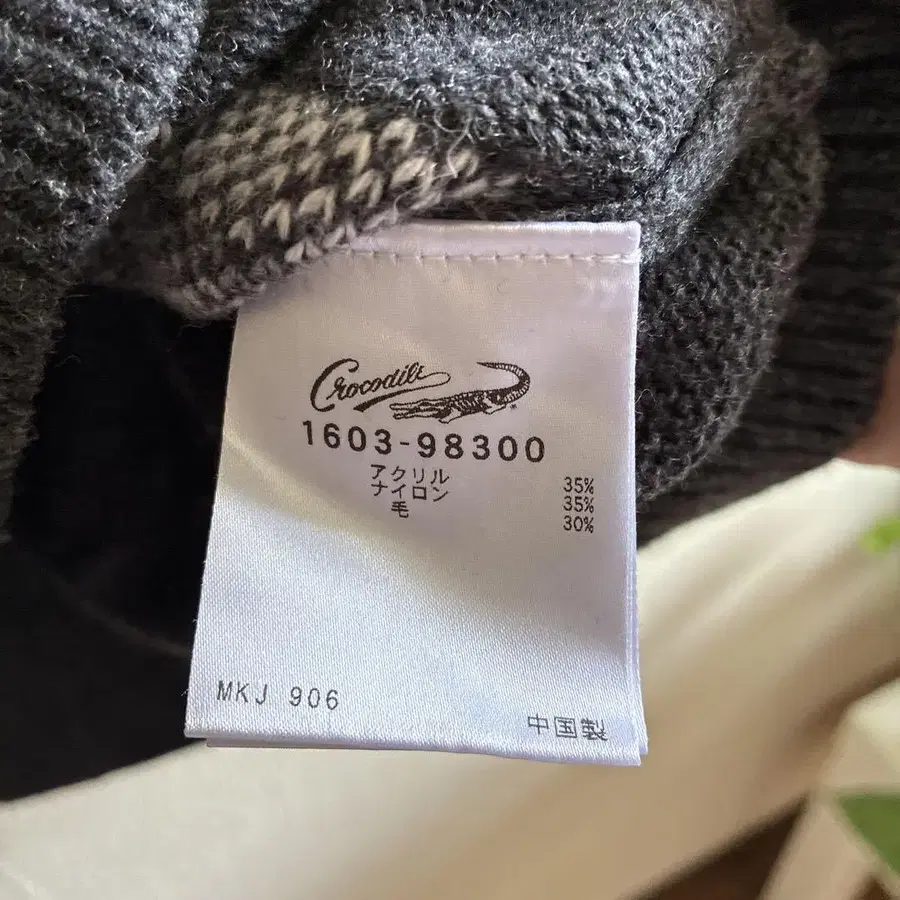 Crocodile
1603-98300
アクリル 35%
ナイロン 35%
毛 30%
MKJ 906
中国製